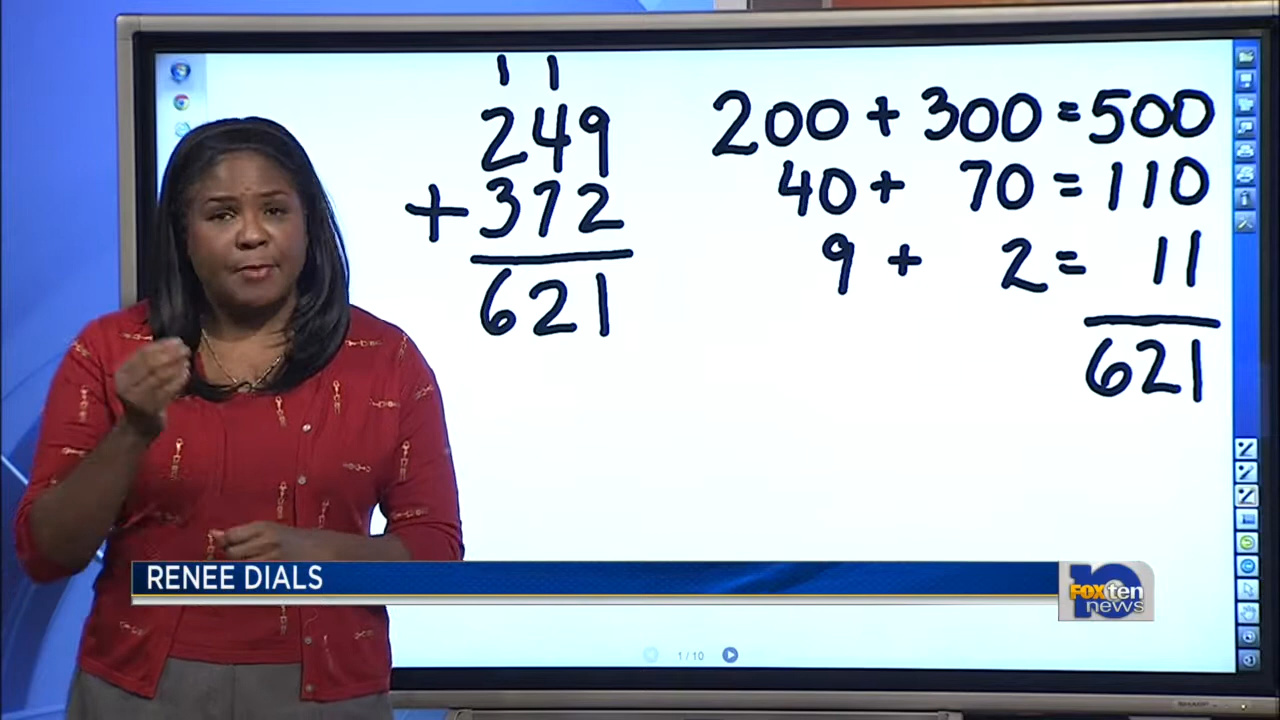 1 1
249
+372
621
200 + 300 = 500
40 + 70 = 110
9 + 2 = 11
621
RENEE DIALS
10
FOX ten
news
1 / 10